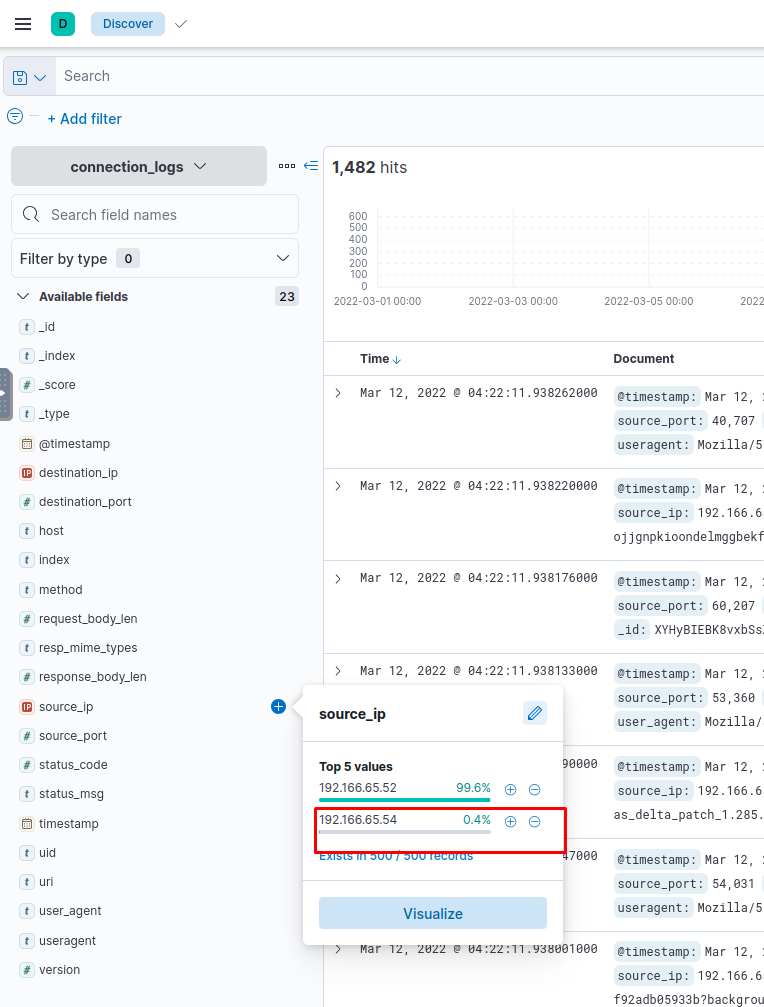 D Discover
Search
+ Add filter
connection_logs
1,482 hits
Search field names
Filter by type 0
Available fields 23
600
500
400
300
200
100
0
2022-03-01 00:00 2022-03-03 00:00 2022-03-05 00:00 2022
Time Document
t _id
t _index
# _score
t _type
@timestamp
IP destination_ip
# destination_port
t host
t index
t method
# request_body_len
t resp_mime_types
# response_body_len
IP source_ip
# source_port
# status_code
t status_msg
t timestamp
t uid
t uri
t user_agent
t useragent
t version
Mar 12, 2022 @ 04:22:11.938262000
@timestamp: Mar 12,
source_port: 40,707
useragent: Mozilla/5
Mar 12, 2022 @ 04:22:11.938220000
@timestamp: Mar 12,
source_ip: 192.166.6
ojjgnpkioondelmggbekf
Mar 12, 2022 @ 04:22:11.938176000
@timestamp: Mar 12,
source_port: 60,207
_id: XYHyBIEBK8vxbSs
Mar 12, 2022 @ 04:22:11.938133000
@timestamp: Mar 12,
source_port: 53,360
user_agent: Mozilla/
90000
@timestamp: Mar 12,
source_ip: 192.166.6
as_delta_patch_1.285.
47000
@timestamp: Mar 12,
source_port: 54,031
useragent: Mozilla/5
Mar 12, 2022 @ 04:22:11.938001000
@timestamp: Mar 12,
source_ip: 192.166.6
f92adb05933b?backgrou
source_ip
Top 5 values
192.166.65.52 99.6%
192.166.65.54 0.4%
Exists in 500 / 500 records
Visualize